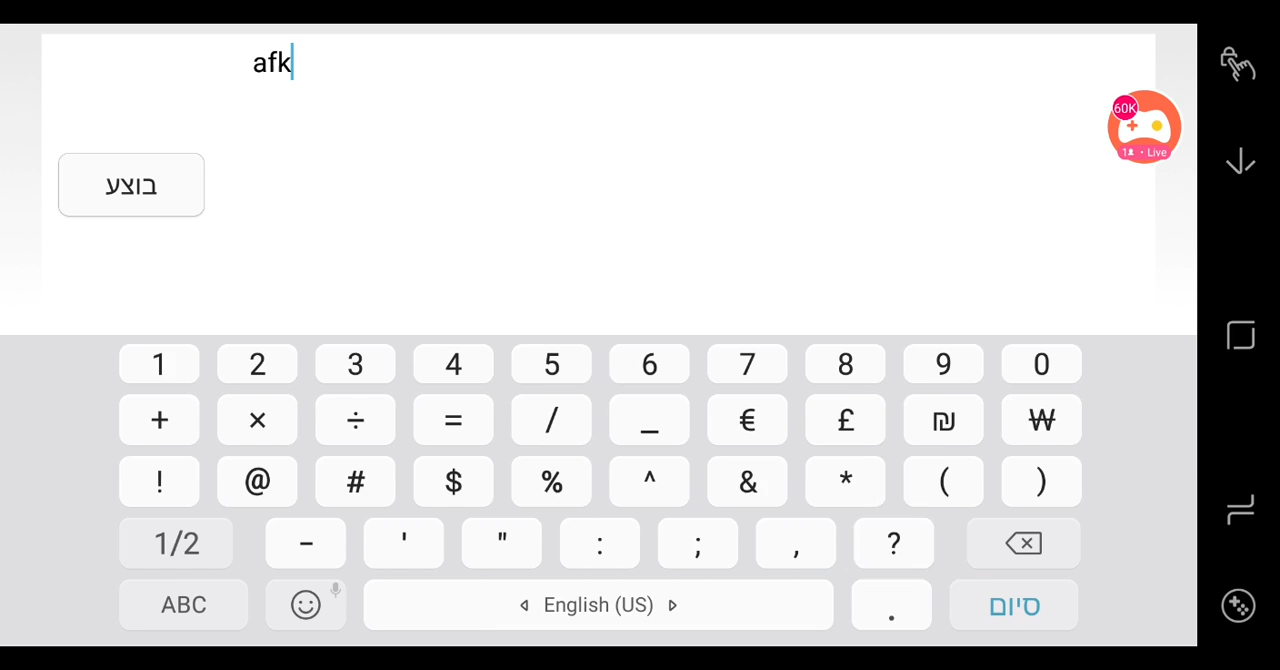 afk
60K
1 • Live
בוצע
1 2 3 4 5 6 7 8 9 0
+ × ÷ = / _ € £ ₪ ₩
! @ # $ % ^ & * ( )
1/2 - ' " : ; , ?
ABC English (US) . סיום